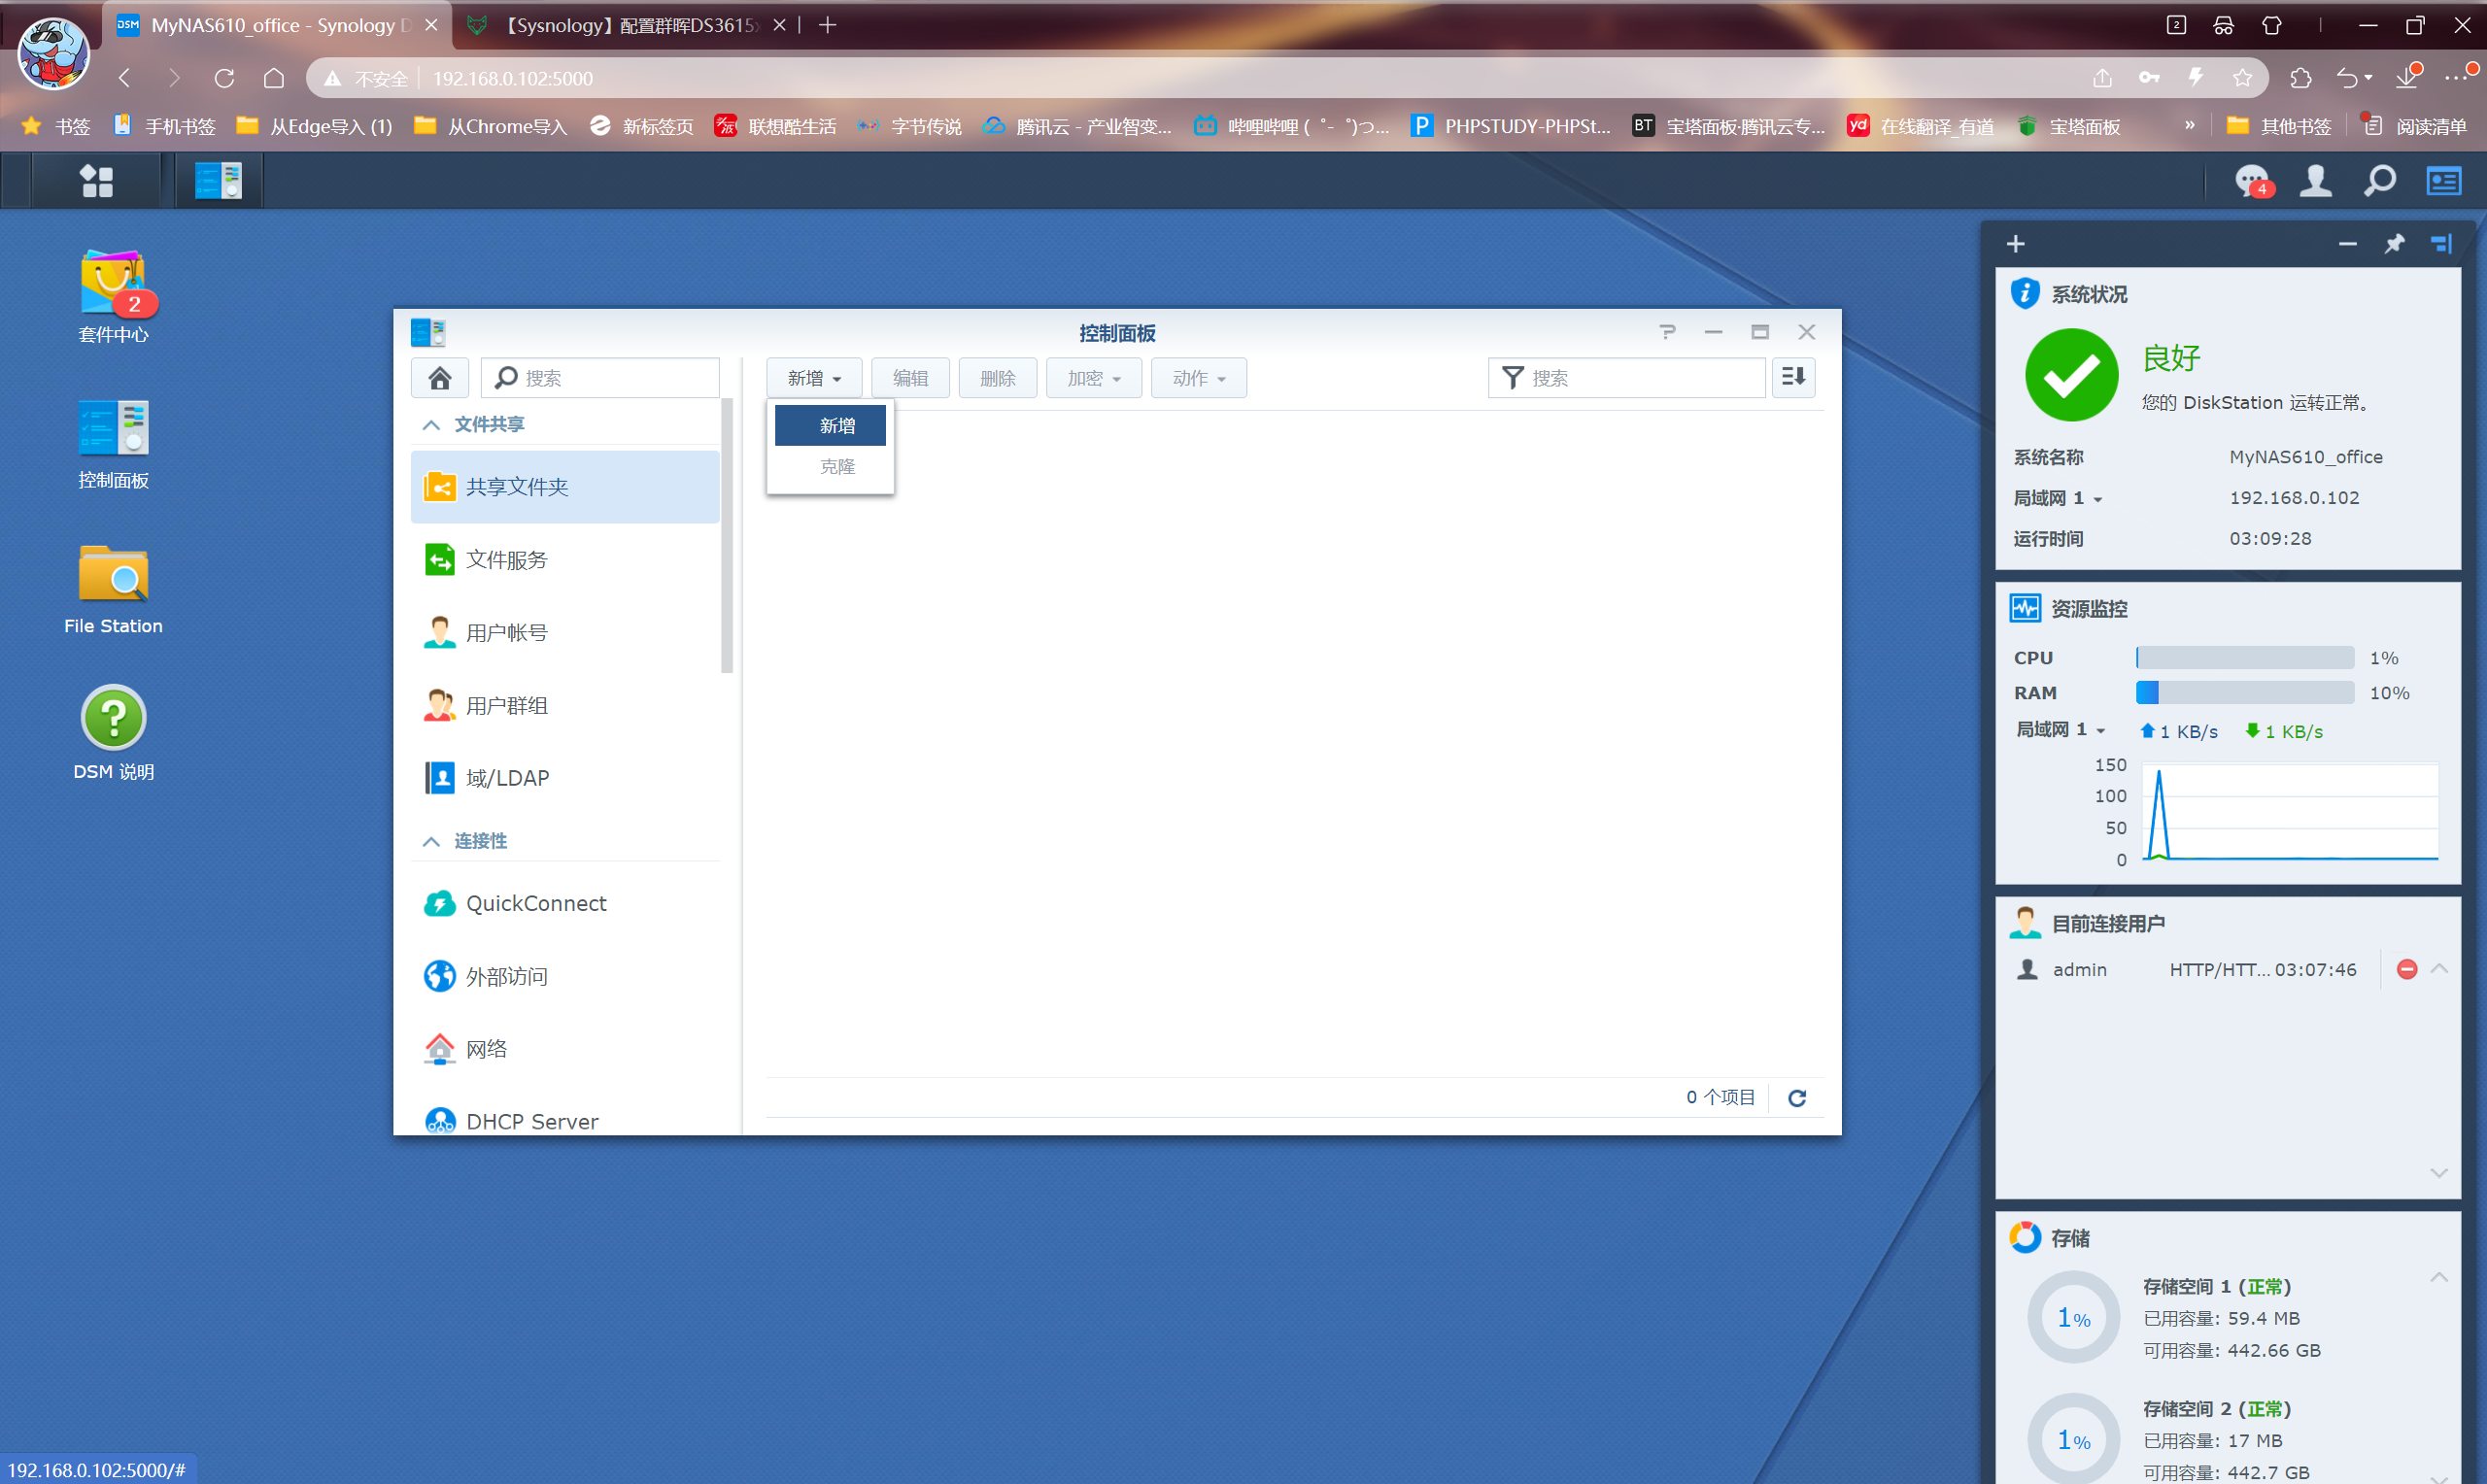 MyNAS610_office - Synology D
【Sysnology】配置群晖DS3615x
2
不安全
192.168.0.102:5000
书签
手机书签
从Edge导入 (1)
从Chrome导入
新标签页
联想酷生活
字节传说
腾讯云 - 产业智变...
哔哩哔哩 (゜-゜)つ...
PHPSTUDY-PHPSt...
宝塔面板·腾讯云专...
在线翻译_有道
宝塔面板
»
其他书签
阅读清单
4
2
套件中心
控制面板
File Station
DSM 说明
控制面板
搜索
新增
编辑
删除
加密
动作
搜索
新增
克隆
文件共享
共享文件夹
文件服务
用户帐号
用户群组
域/LDAP
连接性
QuickConnect
外部访问
网络
DHCP Server
0 个项目
系统状况
良好
您的 DiskStation 运转正常。
系统名称 MyNAS610_office
局域网 1 192.168.0.102
运行时间 03:09:28
资源监控
CPU 1%
RAM 10%
局域网 1 1 KB/s 1 KB/s
150
100
50
0
目前连接用户
admin HTTP/HTT... 03:07:46
存储
1%
存储空间 1 (正常)
已用容量: 59.4 MB
可用容量: 442.66 GB
1%
存储空间 2 (正常)
已用容量: 17 MB
可用容量: 442.7 GB
192.168.0.102:5000/#